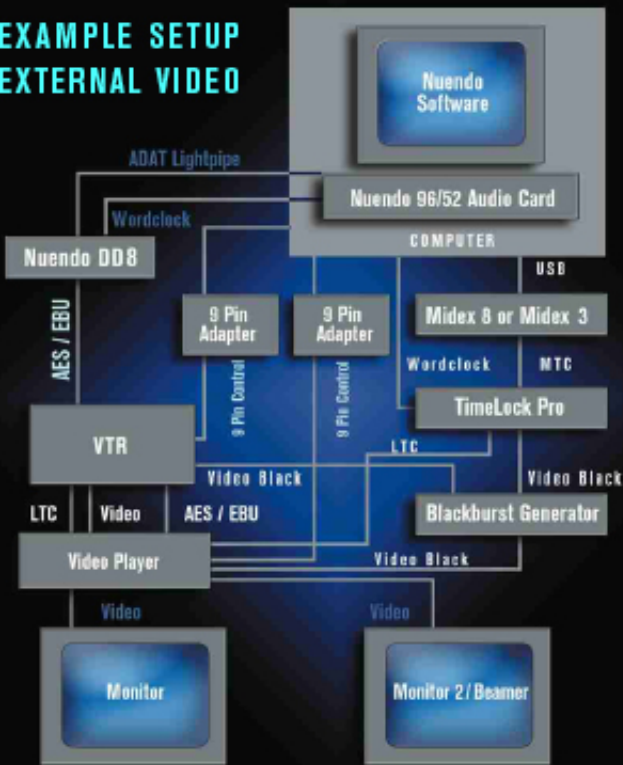 EXAMPLE SETUP
EXTERNAL VIDEO
Nuendo
Software
ADAT Lightpipe
Nuendo 96/52 Audio Card
Wordclock
COMPUTER
Nuendo DD8
USB
AES / EBU
9 Pin
Adapter
9 Pin
Adapter
Midex 8 or Midex 3
9 Pin Control
9 Pin Control
Wordclock
MTC
TimeLock Pro
VTR
LTC
Video Black
Video Black
LTC
Video
AES / EBU
Blackburst Generator
Video Player
Video Black
Video
Video
Monitor
Monitor 2/Beamer